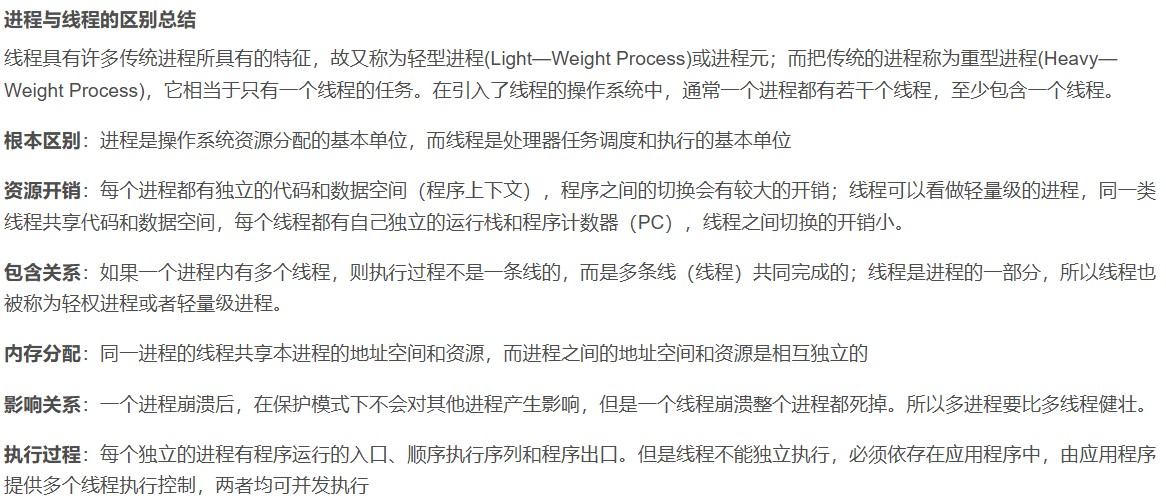 进程与线程的区别总结
线程具有许多传统进程所具有的特征，故又称为轻型进程(Light—Weight Process)或进程元；而把传统的进程称为重型进程(Heavy—
Weight Process)，它相当于只有一个线程的任务。在引入了线程的操作系统中，通常一个进程都有若干个线程，至少包含一个线程。
根本区别：进程是操作系统资源分配的基本单位，而线程是处理器任务调度和执行的基本单位
资源开销：每个进程都有独立的代码和数据空间（程序上下文），程序之间的切换会有较大的开销；线程可以看做轻量级的进程，同一类
线程共享代码和数据空间，每个线程都有自己独立的运行栈和程序计数器（PC），线程之间切换的开销小。
包含关系：如果一个进程内有多个线程，则执行过程不是一条线的，而是多条线（线程）共同完成的；线程是进程的一部分，所以线程也
被称为轻权进程或者轻量级进程。
内存分配：同一进程的线程共享本进程的地址空间和资源，而进程之间的地址空间和资源是相互独立的
影响关系：一个进程崩溃后，在保护模式下不会对其他进程产生影响，但是一个线程崩溃整个进程都死掉。所以多进程要比多线程健壮。
执行过程：每个独立的进程有程序运行的入口、顺序执行序列和程序出口。但是线程不能独立执行，必须依存在应用程序中，由应用程序
提供多个线程执行控制，两者均可并发执行